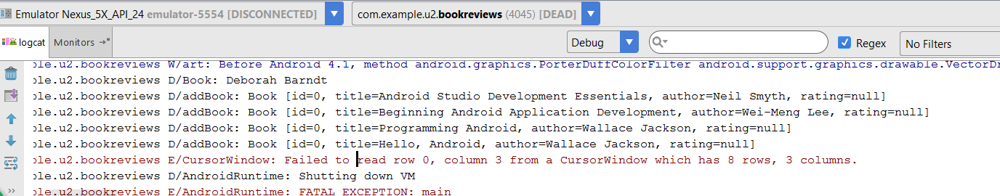 Emulator Nexus_5X_API_24 emulator-5554 [DISCONNECTED] com.example.u2.bookreviews (4045) [DEAD]
logcat Monitors Debug Regex No Filters
ple.u2.bookreviews W/art: Before Android 4.1, method android.graphics.PorterDuffColorFilter android.support.graphics.drawable.VectorDr
ple.u2.bookreviews D/Book: Deborah Barndt
ple.u2.bookreviews D/addBook: Book [id=0, title=Android Studio Development Essentials, author=Neil Smyth, rating=null]
ple.u2.bookreviews D/addBook: Book [id=0, title=Beginning Android Application Development, author=Wei-Meng Lee, rating=null]
ple.u2.bookreviews D/addBook: Book [id=0, title=Programming Android, author=Wallace Jackson, rating=null]
ple.u2.bookreviews D/addBook: Book [id=0, title=Hello, Android, author=Wallace Jackson, rating=null]
ple.u2.bookreviews E/CursorWindow: Failed to read row 0, column 3 from a CursorWindow which has 8 rows, 3 columns.
ple.u2.bookreviews D/AndroidRuntime: Shutting down VM
ple.u2.bookreviews E/AndroidRuntime: FATAL EXCEPTION: main